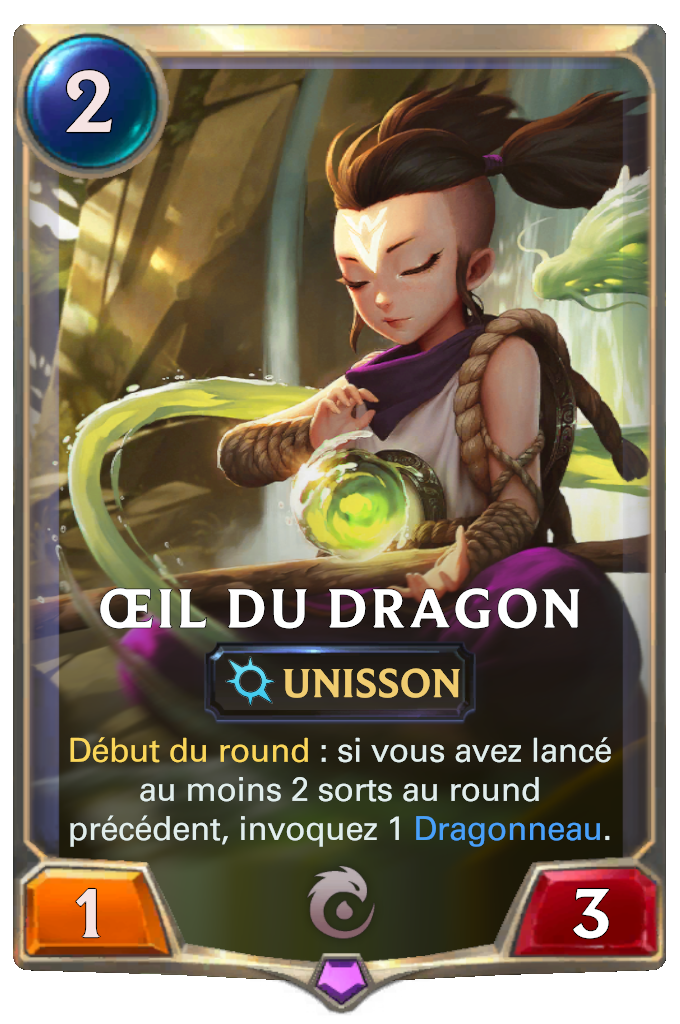 2
ŒIL DU DRAGON
UNISSON
Début du round : si vous avez lancé
au moins 2 sorts au round
précédent, invoquez 1 Dragonneau.
1
3